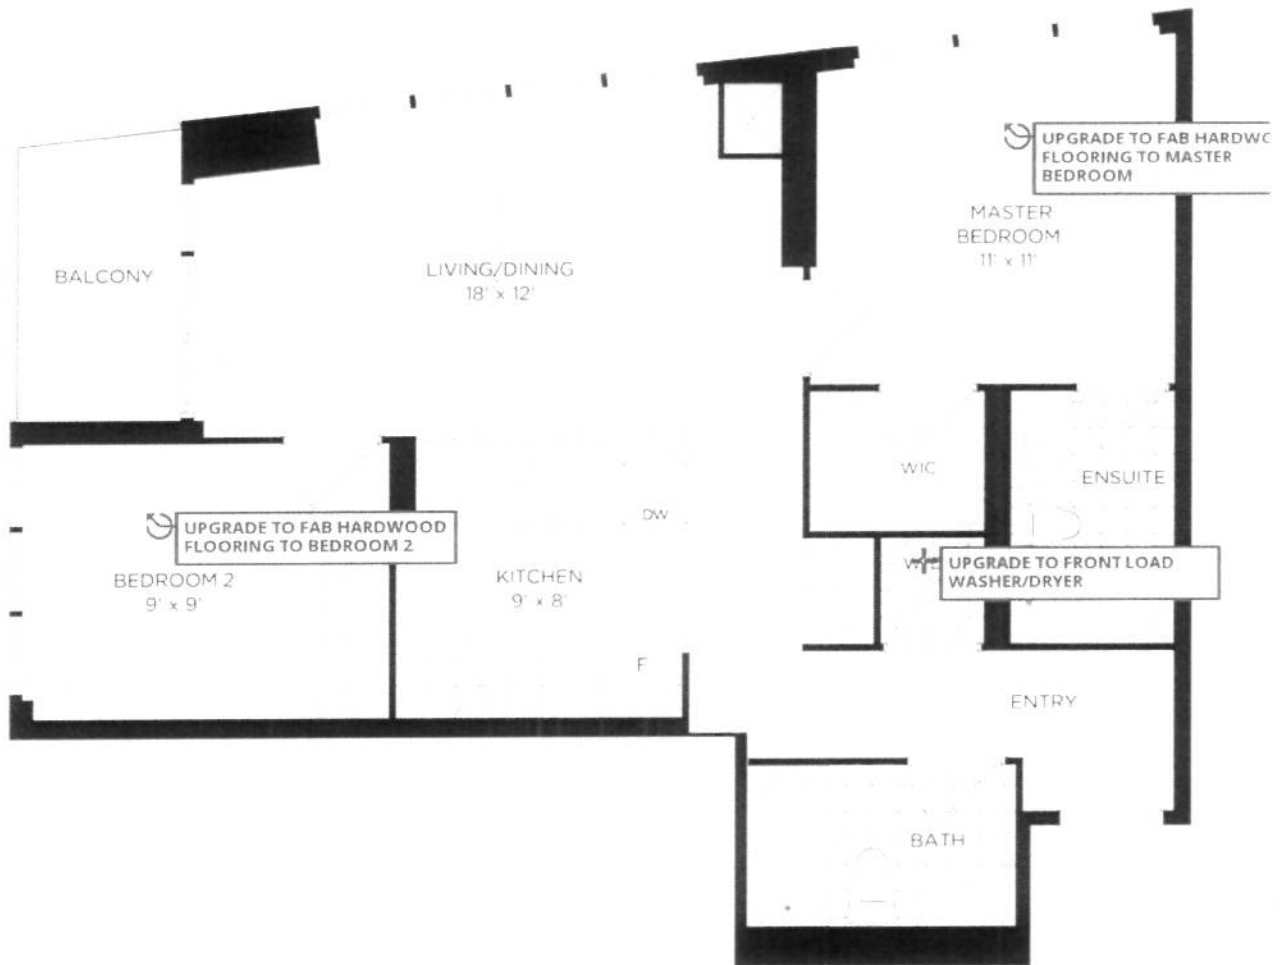 UPGRADE TO FAB HARDWO
FLOORING TO MASTER
BEDROOM
MASTER
BEDROOM
11' x 11'
BALCONY
LIVING/DINING
18' x 12'
WIC
ENSUITE
DW
UPGRADE TO FAB HARDWOOD
FLOORING TO BEDROOM 2
BEDROOM 2
9' x 9'
KITCHEN
9' x 8'
UPGRADE TO FRONT LOAD
WASHER/DRYER
F
ENTRY
BATH